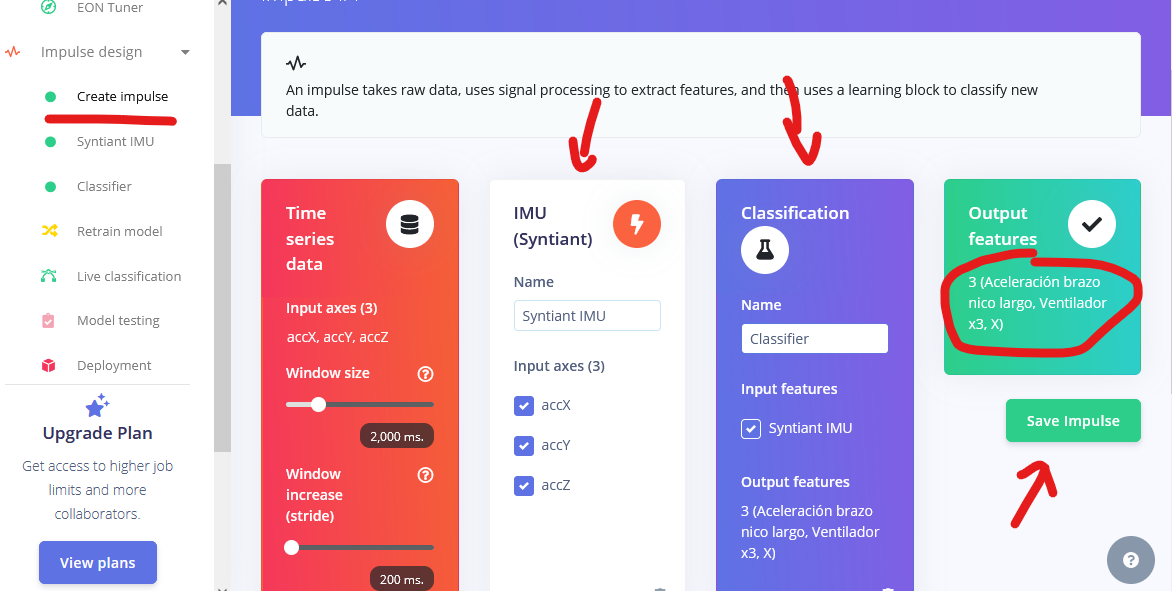 EON Tuner
Impulse design
Create impulse
Syntiant IMU
Classifier
Retrain model
Live classification
Model testing
Deployment
Upgrade Plan
Get access to higher job
limits and more
collaborators.
View plans
An impulse takes raw data, uses signal processing to extract features, and then uses a learning block to classify new
data.
Time
series
data
Input axes (3)
accX, accY, accZ
Window size
?
2,000 ms.
Window
increase
(stride)
?
200 ms.
IMU
(Syntiant)
Name
Syntiant IMU
Input axes (3)
accX
accY
accZ
Classification
Name
Classifier
Input features
Syntiant IMU
Output features
3 (Aceleración brazo
nico largo, Ventilador
x3, X)
Output
features
3 (Aceleración brazo
nico largo, Ventilador
x3, X)
Save Impulse
?